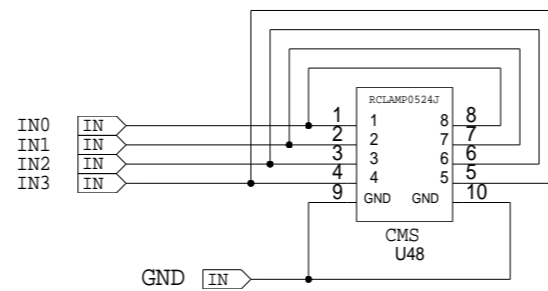 RCLAMP0524J
1 8
IN0 IN 1 8
2 7
IN1 IN 2 7
3 6
IN2 IN 3 6
4 5
IN3 IN 4 5
9 GND GND 10
CMS
U48
GND IN